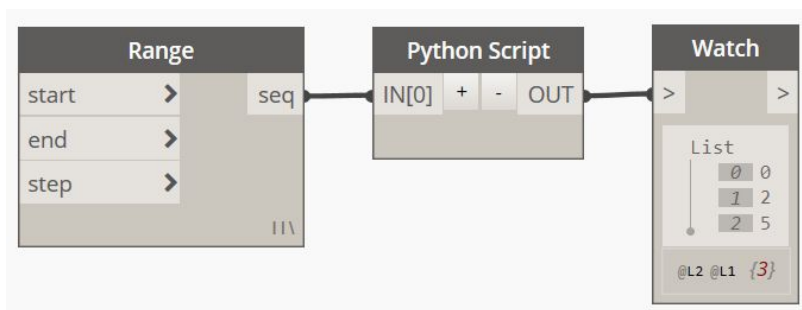 Range
start
end
step
seq
|||\
Python Script
IN[0] + - OUT
Watch
> >
List
0 0
1 2
2 5
@L2 @L1 {3}